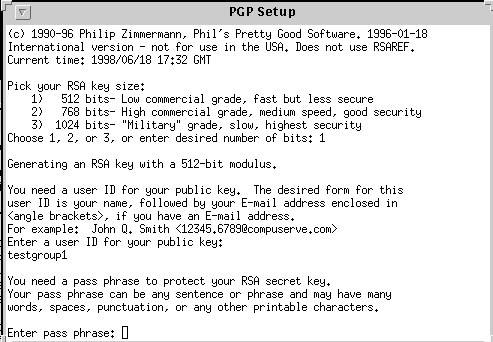 PGP Setup
(c) 1990-96 Philip Zimmermann, Phil's Pretty Good Software. 1996-01-18
International version - not for use in the USA. Does not use RSAREF.
Current time: 1998/06/18 17:32 GMT
Pick your RSA key size:
1) 512 bits- Low commercial grade, fast but less secure
2) 768 bits- High commercial grade, medium speed, good security
3) 1024 bits- "Military" grade, slow, highest security
Choose 1, 2, or 3, or enter desired number of bits: 1
Generating an RSA key with a 512-bit modulus.
You need a user ID for your public key. The desired form for this
user ID is your name, followed by your E-mail address enclosed in
<angle brackets>, if you have an E-mail address.
For example: John Q. Smith <12345.6789@compuserve.com>
Enter a user ID for your public key:
testgroup1
You need a pass phrase to protect your RSA secret key.
Your pass phrase can be any sentence or phrase and may have many
words, spaces, punctuation, or any other printable characters.
Enter pass phrase: